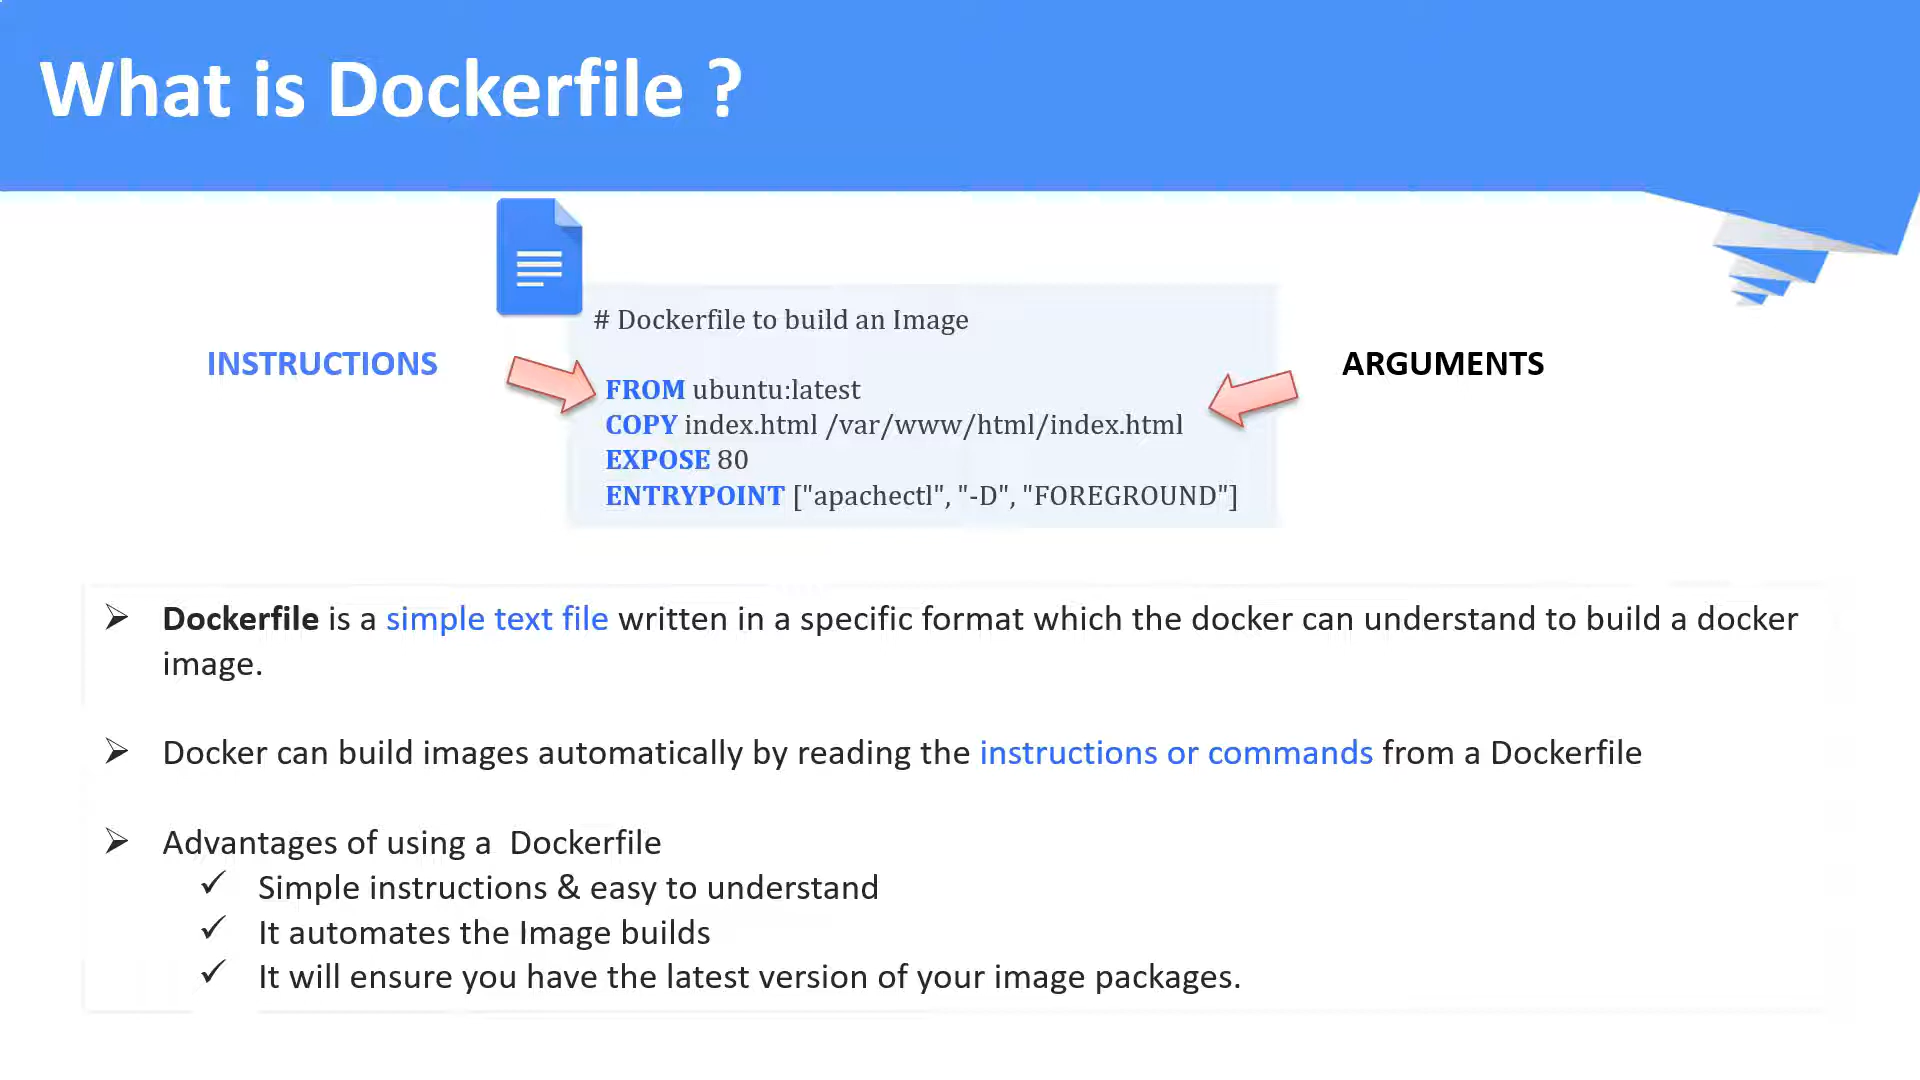 What is Dockerfile ?
# Dockerfile to build an Image
INSTRUCTIONS
ARGUMENTS
FROM ubuntu:latest
COPY index.html /var/www/html/index.html
EXPOSE 80
ENTRYPOINT ["apachectl", "-D", "FOREGROUND"]
Dockerfile is a simple text file written in a specific format which the docker can understand to build a docker
image.
Docker can build images automatically by reading the instructions or commands from a Dockerfile
Advantages of using a  Dockerfile
Simple instructions & easy to understand
It automates the Image builds
It will ensure you have the latest version of your image packages.